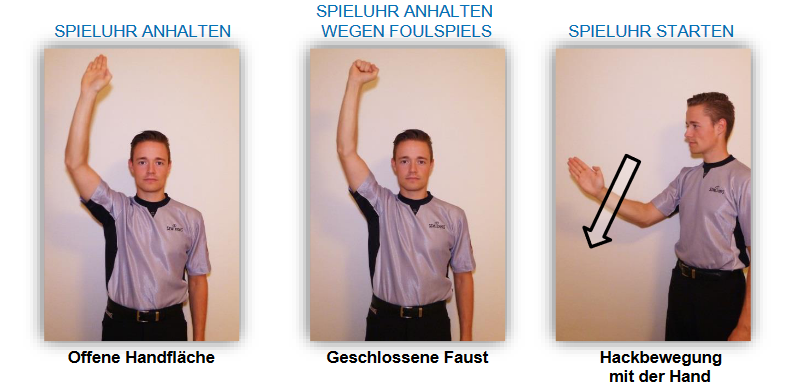 SPIELUHR ANHALTEN
SPIELUHR ANHALTEN
WEGEN FOULSPIELS
SPIELUHR STARTEN
Offene Handfläche
Geschlossene Faust
Hackbewegung
mit der Hand